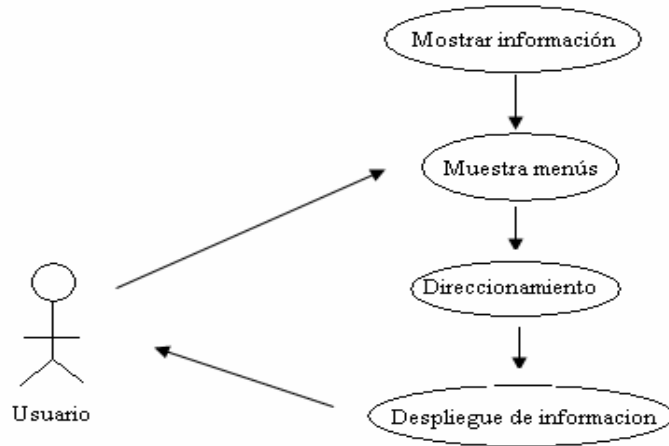 Mostrar información
Muestra menús
Direccionamiento
Usuario
Despliegue de informacion